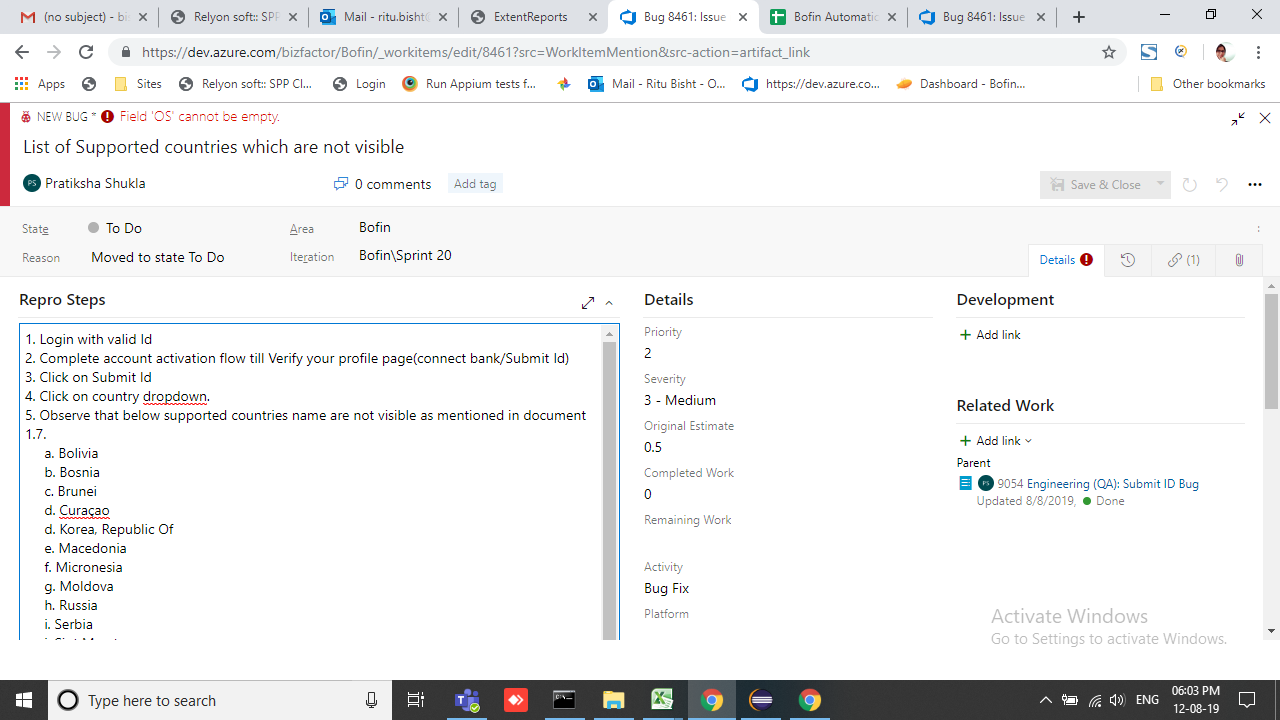 (no subject) - bi
Relyon soft:: SPP
Mail - ritu.bisht
ExtentReports
Bug 8461: Issue
Bofin Automatic
Bug 8461: Issue
https://dev.azure.com/bizfactor/Bofin/_workitems/edit/8461?src=WorkItemMention&src-action=artifact_link
Apps
Sites
Relyon soft:: SPP Cl...
Login
Run Appium tests f...
Mail - Ritu Bisht - O...
https://dev.azure.co...
Dashboard - Bofin...
Other bookmarks
NEW BUG * Field 'OS' cannot be empty.
List of Supported countries which are not visible
PS Pratiksha Shukla
0 comments
Add tag
Save & Close
State
To Do
Area
Bofin
Reason
Moved to state To Do
Iteration
Bofin\Sprint 20
Details
(1)
Repro Steps
1. Login with valid Id
2. Complete account activation flow till Verify your profile page(connect bank/Submit Id)
3. Click on Submit Id
4. Click on country dropdown.
5. Observe that below supported countries name are not visible as mentioned in document
1.7.
a. Bolivia
b. Bosnia
c. Brunei
d. Curaçao
d. Korea, Republic Of
e. Macedonia
f. Micronesia
g. Moldova
h. Russia
i. Serbia
Details
Priority
2
Severity
3 - Medium
Original Estimate
0.5
Completed Work
0
Remaining Work
Activity
Bug Fix
Platform
Development
Add link
Related Work
Add link
Parent
PS 9054 Engineering (QA): Submit ID Bug
Updated 8/8/2019, Done
Activate Windows
Go to Settings to activate Windows.
Type here to search
ENG
06:03 PM
12-08-19